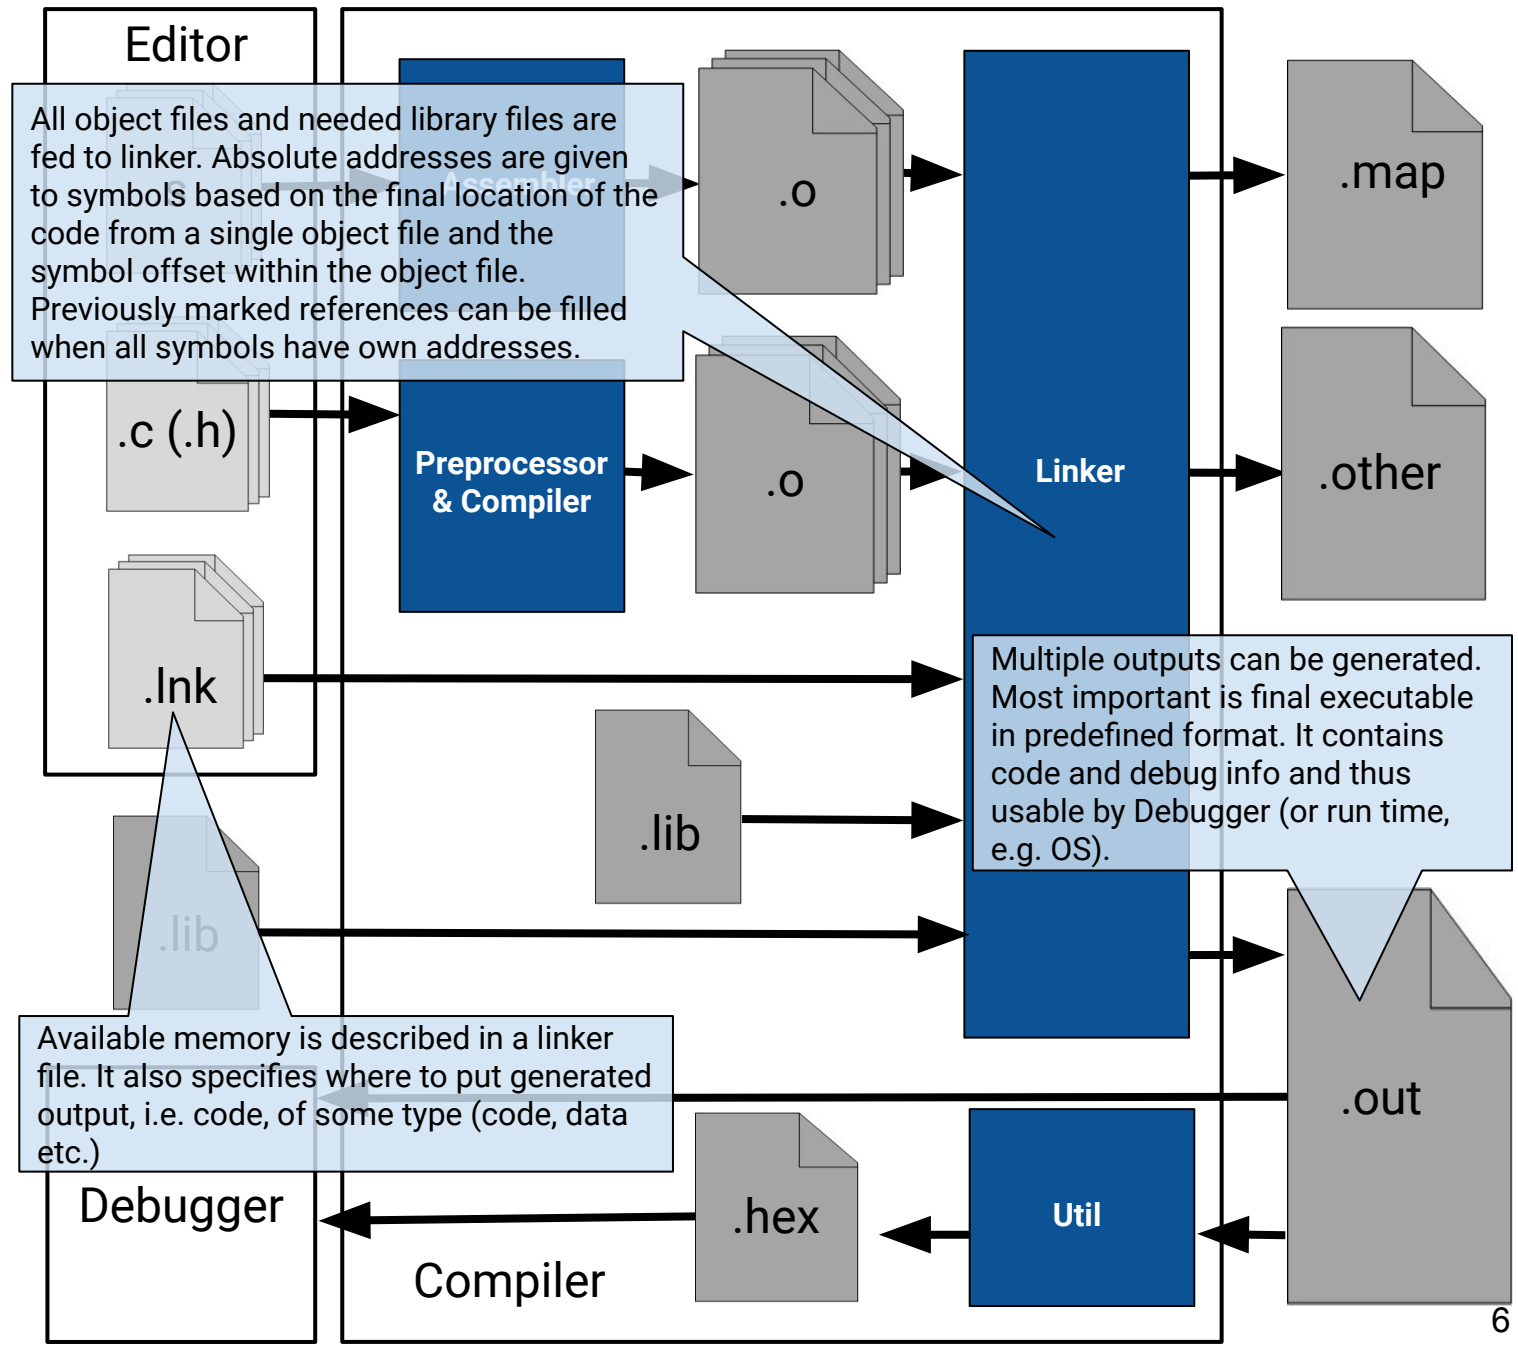 Editor
All object files and needed library files are
fed to linker. Absolute addresses are given
to symbols based on the final location of the
code from a single object file and the
symbol offset within the object file.
Previously marked references can be filled
when all symbols have own addresses.
Assembler
.o
.map
.c (.h)
Preprocessor
& Compiler
.o
Linker
.other
.lnk
.lib
Multiple outputs can be generated.
Most important is final executable
in predefined format. It contains
code and debug info and thus
usable by Debugger (or run time,
e.g. OS).
.lib
Available memory is described in a linker
file. It also specifies where to put generated
output, i.e. code, of some type (code, data
etc.)
.out
Debugger
.hex
Util
Compiler
6